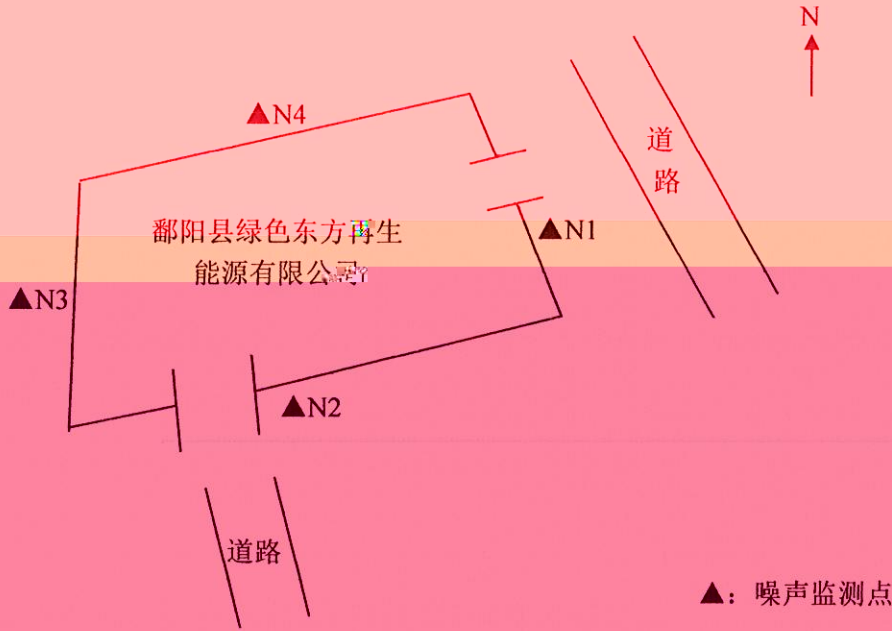 N
▲N4
道
路
鄱阳县绿色东方再生
▲N1
能源有限公司
▲N3
▲N2
道路
▲：噪声监测点